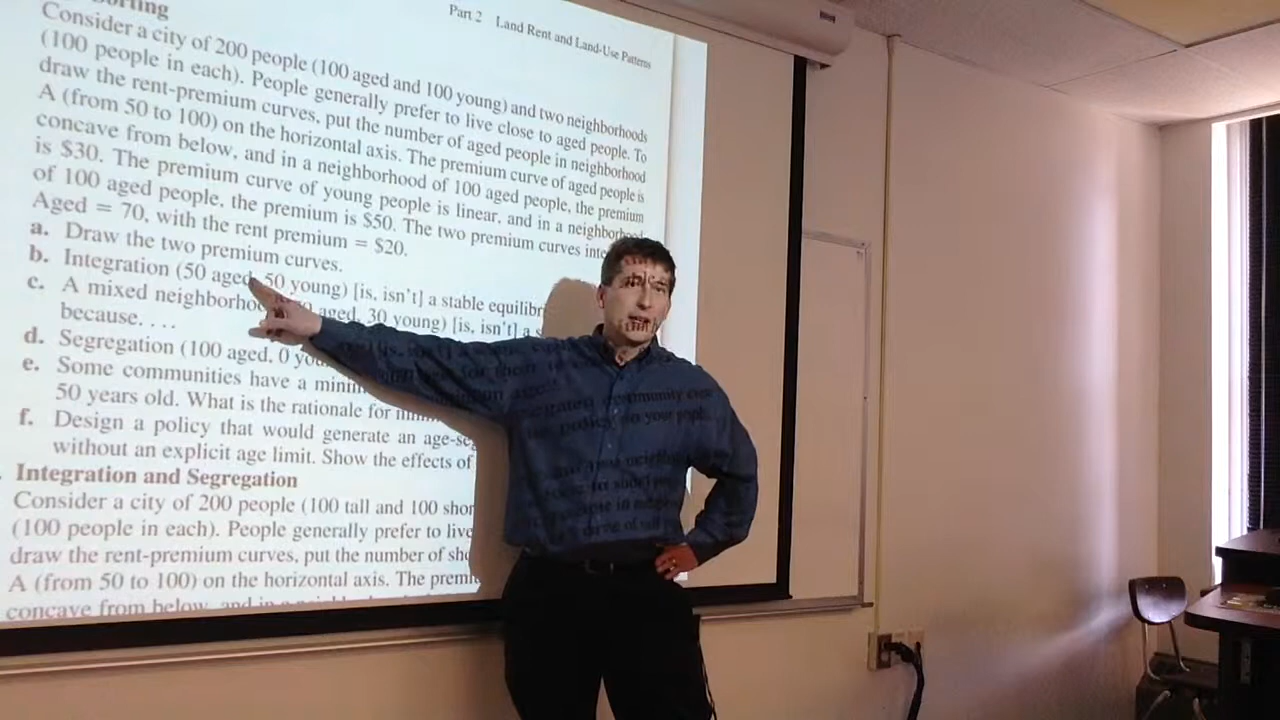 Part 2 Land Rent and Land-Use Patterns
Consider a city of 200 people (100 aged and 100 young) and two neighborhoods
(100 people in each). People generally prefer to live close to aged people. To
draw the rent-premium curves, put the number of aged people in neighborhood
A (from 50 to 100) on the horizontal axis. The premium curve of aged people is
concave from below, and in a neighborhood of 100 aged people, the premium
is $30. The premium curve of young people is linear, and in a neighborhood
of 100 aged people, the premium is $50. The two premium curves
Aged = 70, with the rent premium = $20.
a. Draw the two premium curves.
b. Integration (50 aged, 50 young) [is, isn't] a stable
c. A mixed aged, 30 young) [is, isn't] a
because. . . .
d. Segregation (100 aged, 0
e. Some communities have a
50 years old. What is the rationale for
f. Design a policy that would generate an
without an explicit age limit. Show the effects of
Integration and Segregation
Consider a city of 200 people (100 tall and 100
(100 people in each). People generally prefer to live
draw the rent-premium curves, put the number of
A (from 50 to 100) on the horizontal axis. The
concave from below, and in